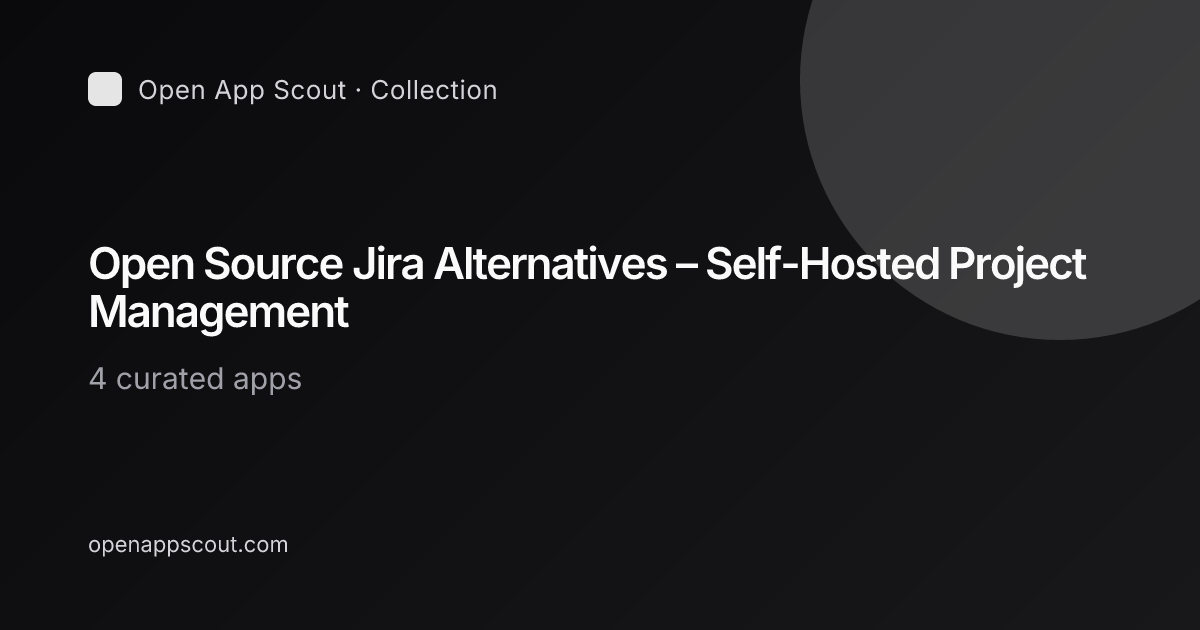 Open App Scout · Collection
Open Source Jira Alternatives – Self-Hosted Project
Management
4 curated apps
openappscout.com